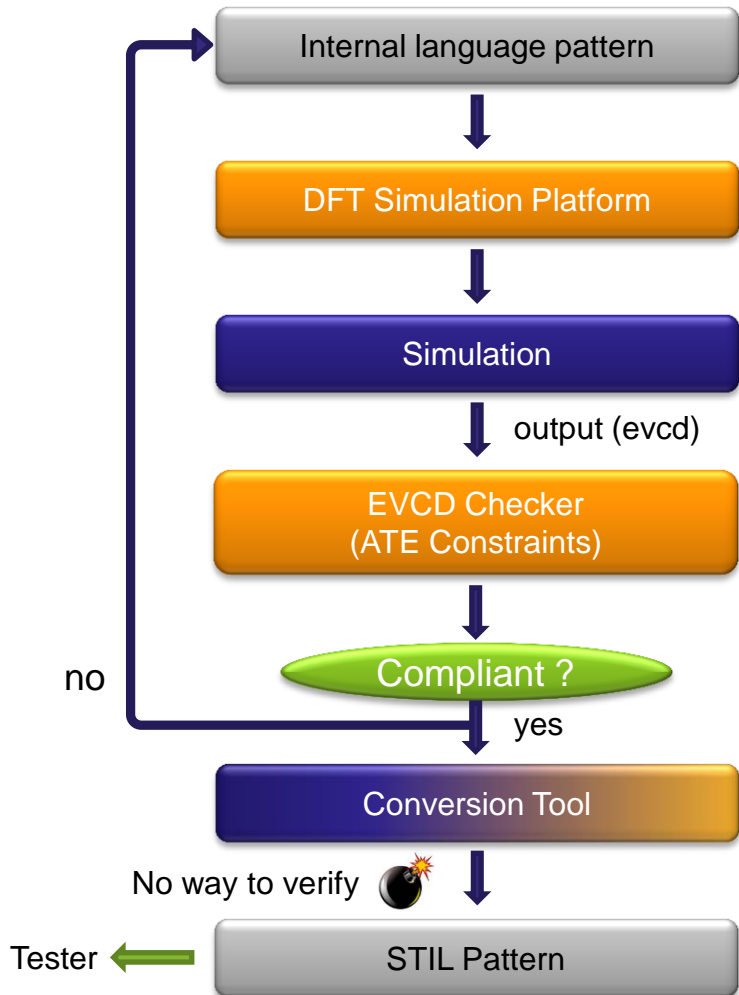 Internal language pattern
DFT Simulation Platform
Simulation
output (evcd)
EVCD Checker
(ATE Constraints)
Compliant ?
no
yes
Conversion Tool
No way to verify
Tester
STIL Pattern